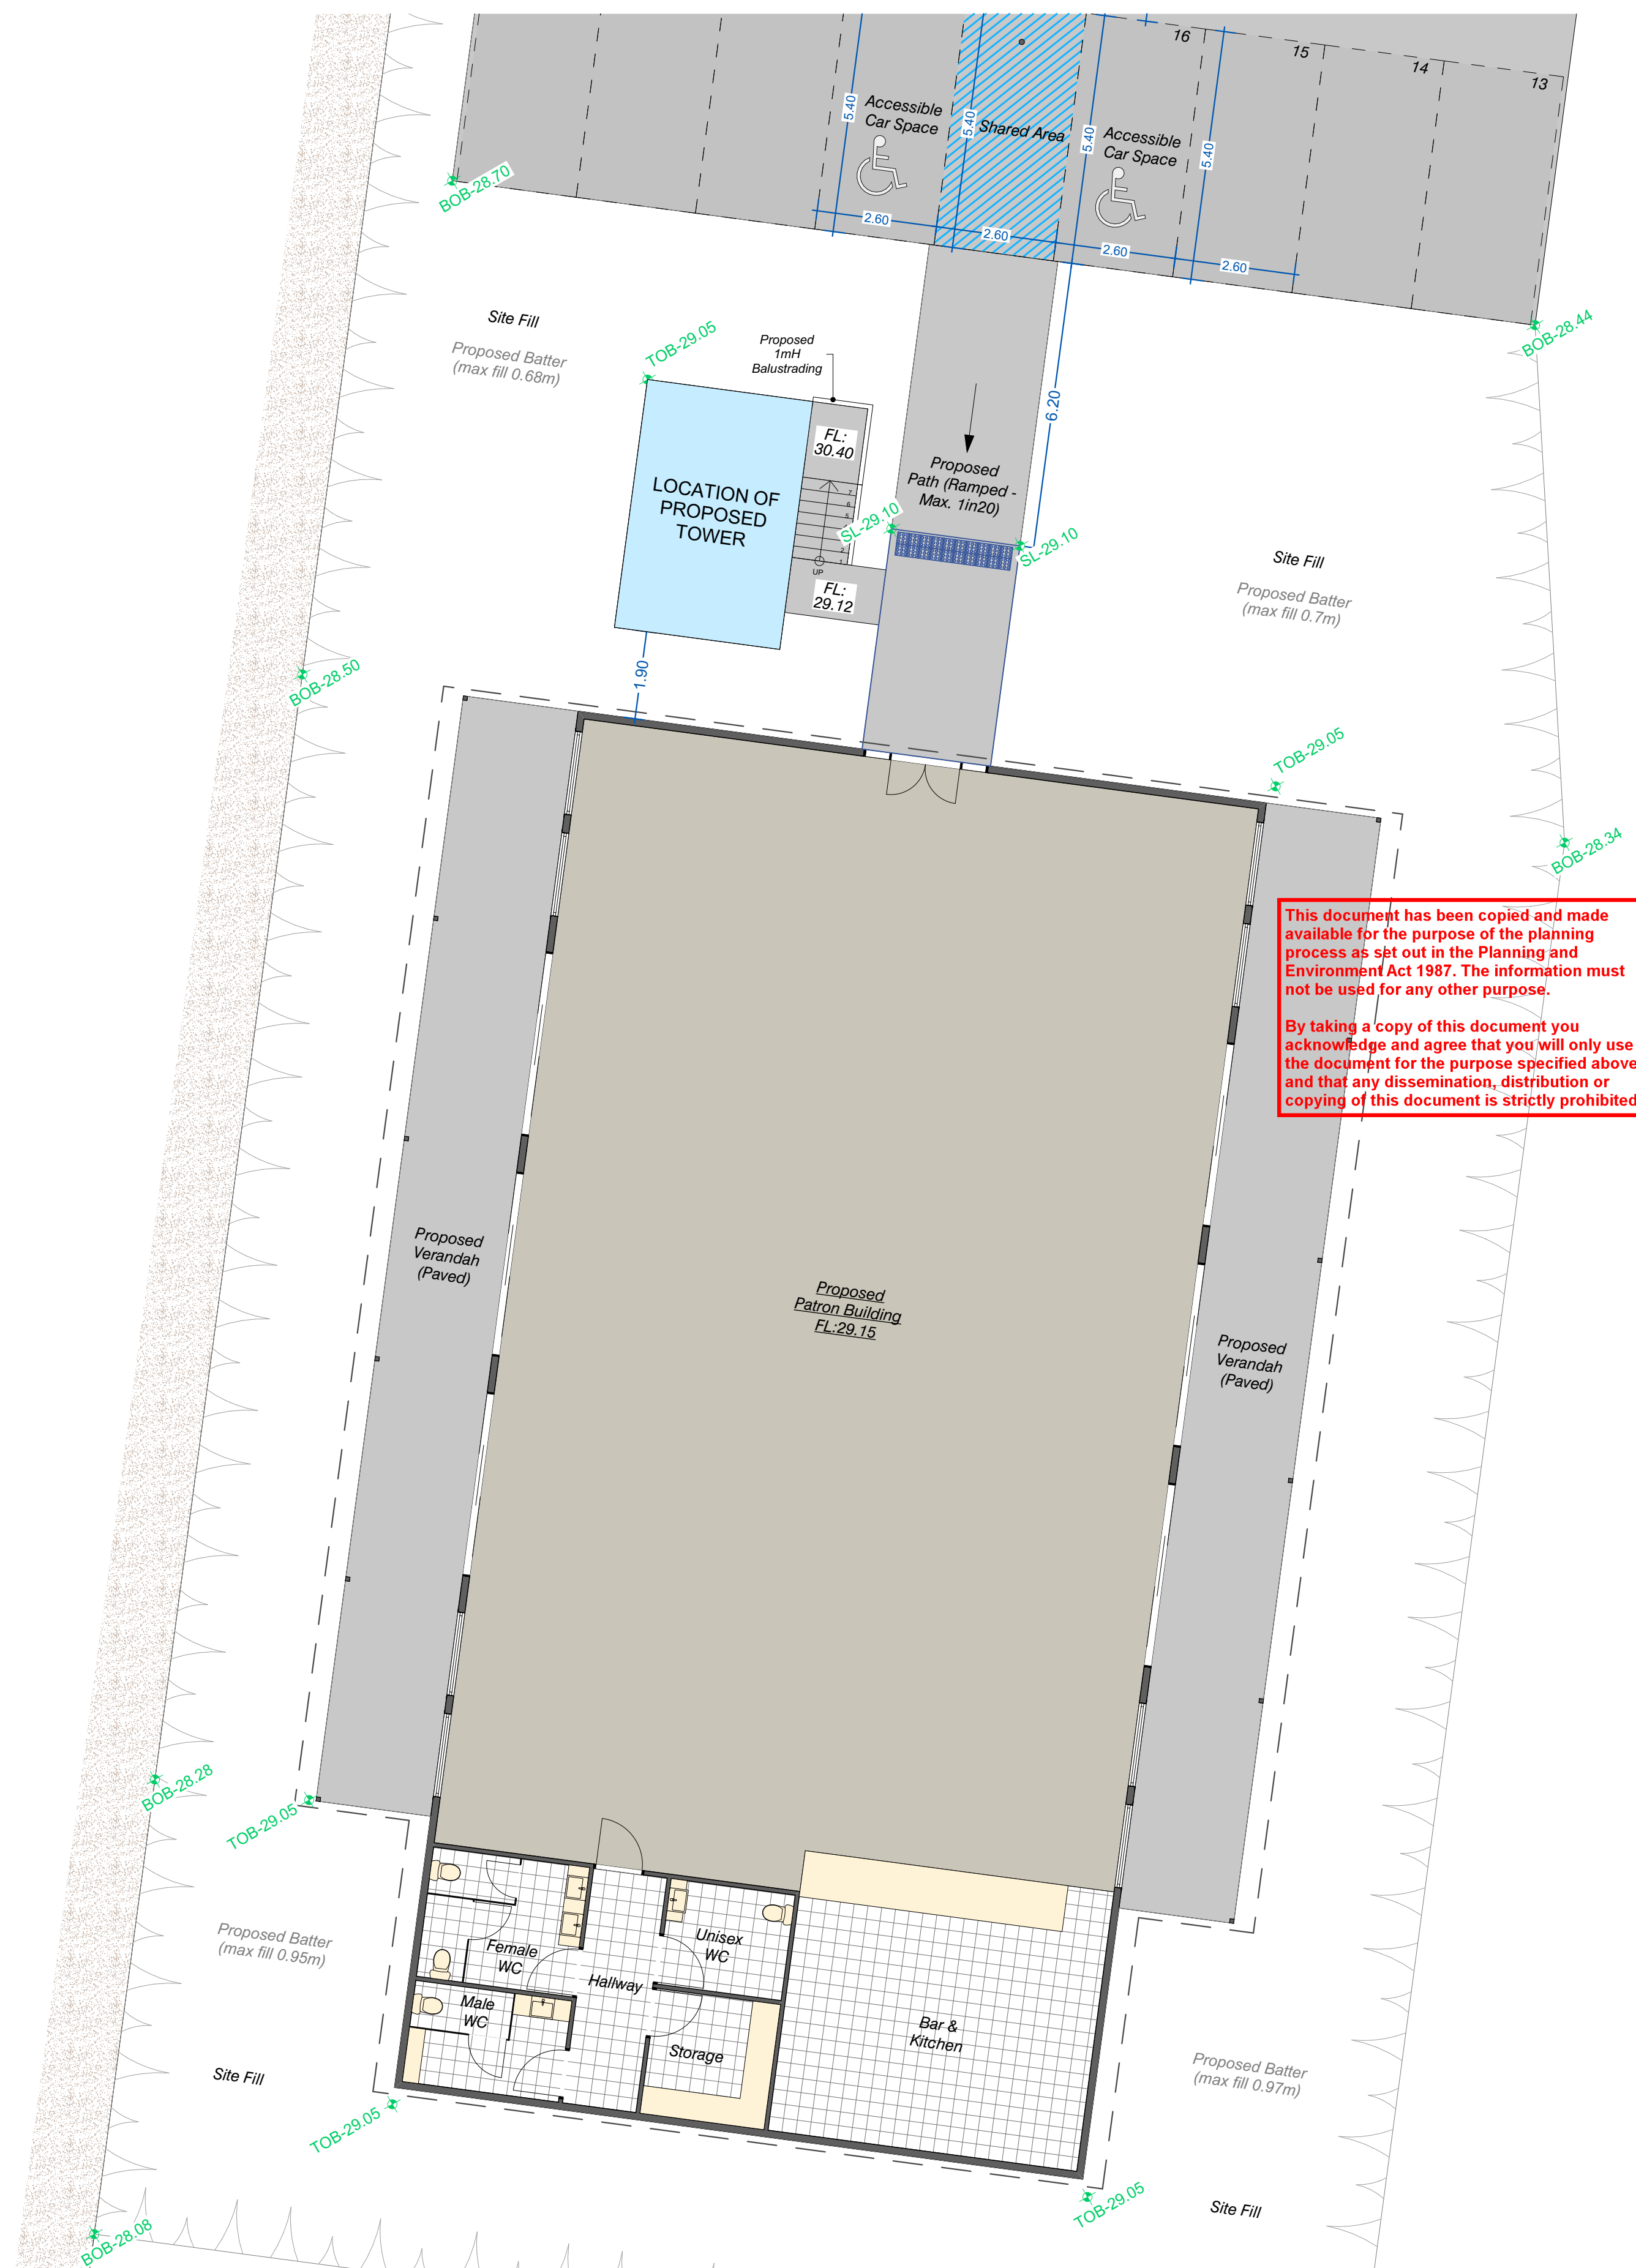 16
15
14
13
Accessible
Car Space
Shared Area
Accessible
Car Space
5.40
5.40
5.40
5.40
2.60
2.60
2.60
2.60
BOB-28.70
BOB-28.44
Site Fill
Proposed Batter
(max fill 0.68m)
TOB-29.05
Proposed
1mH
Balustrading
6.20
FL:
30.40
LOCATION OF
PROPOSED
TOWER
Proposed
Path (Ramped -
Max. 1in20)
7
6
5
2
1
UP
SL-29.10
SL-29.10
FL:
29.12
Site Fill
Proposed Batter
(max fill 0.7m)
1.90
BOB-28.50
TOB-29.05
BOB-28.34
This document has been copied and made
available for the purpose of the planning
process as set out in the Planning and
Environment Act 1987. The information must
not be used for any other purpose.
By taking a copy of this document you
acknowledge and agree that you will only use
the document for the purpose specified above
and that any dissemination, distribution or
copying of this document is strictly prohibited
Proposed
Verandah
(Paved)
Proposed
Patron Building
FL:29.15
Proposed
Verandah
(Paved)
BOB-28.28
TOB-29.05
Proposed Batter
(max fill 0.95m)
Female
WC
Unisex
WC
Hallway
Male
WC
Storage
Bar &
Kitchen
Site Fill
Proposed Batter
(max fill 0.97m)
TOB-29.05
TOB-29.05
Site Fill
BOB-28.08